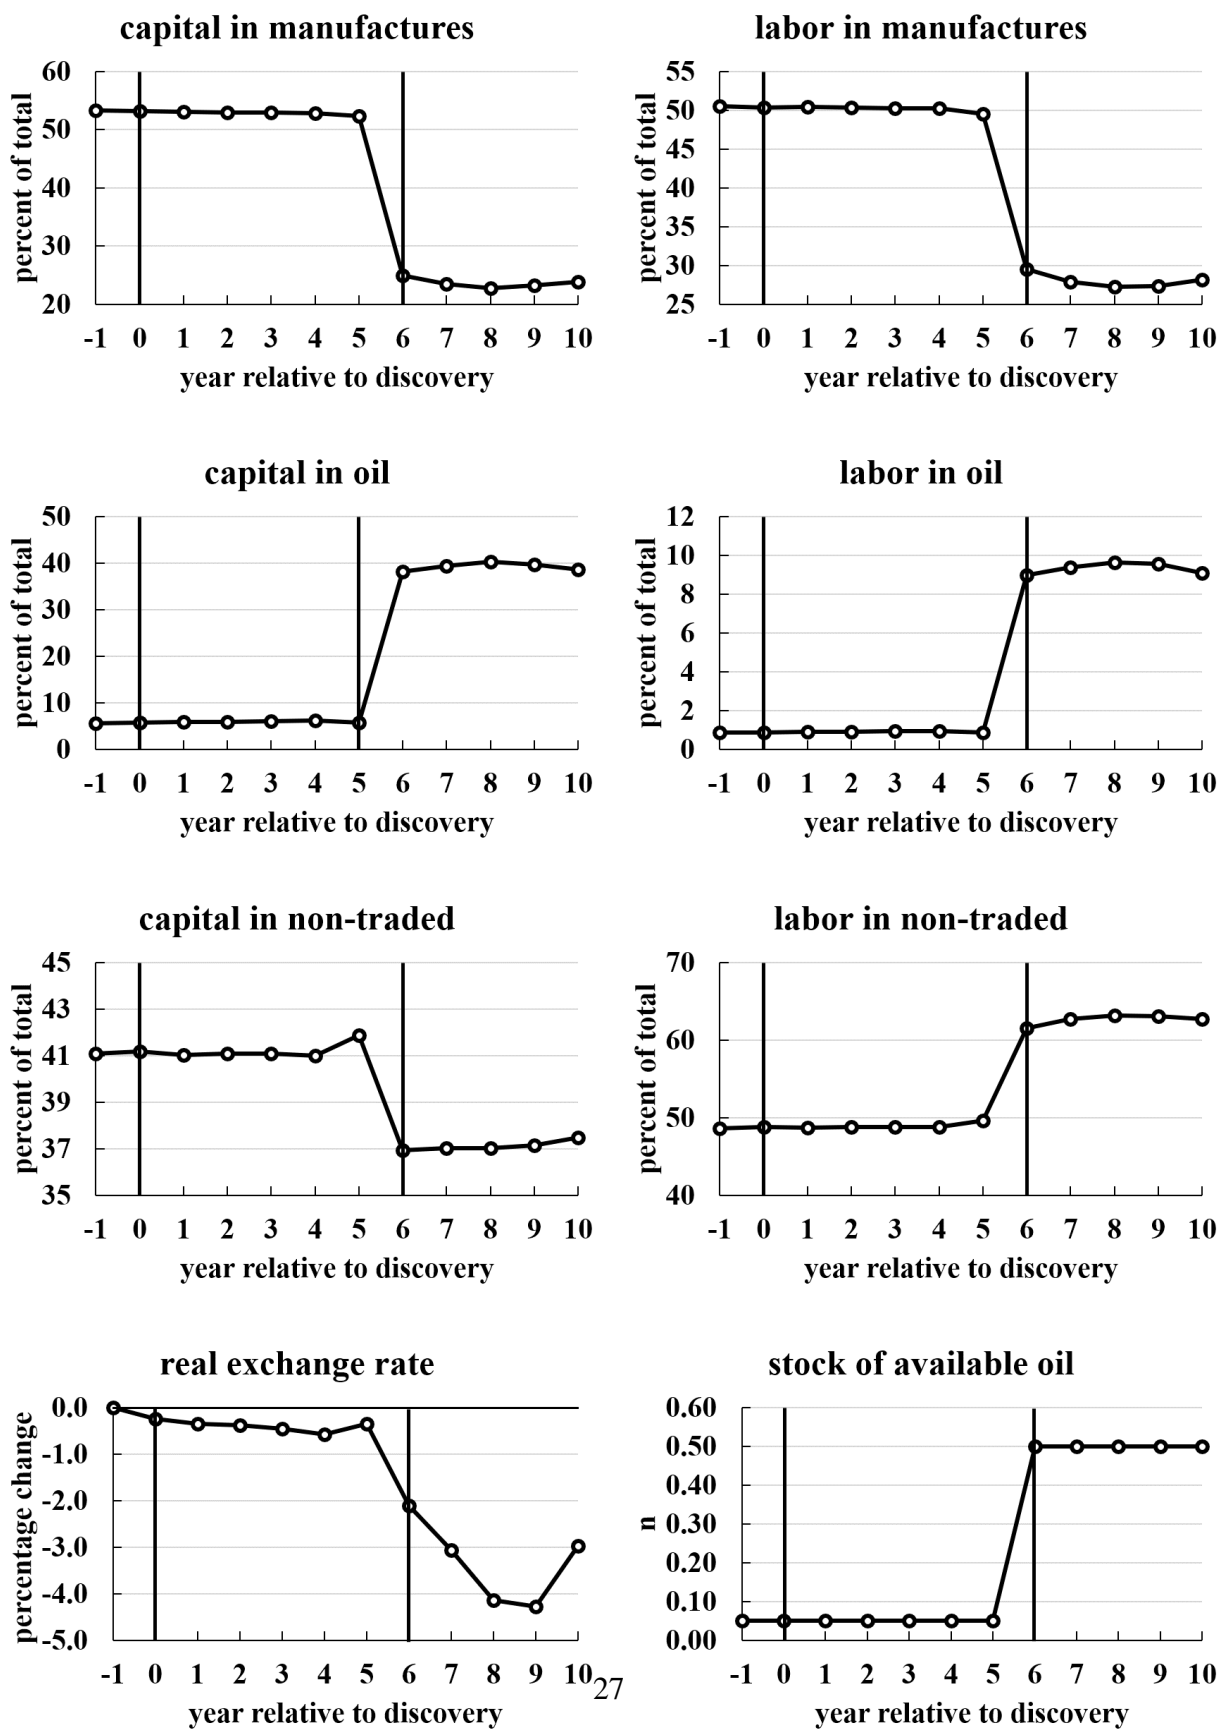 capital in manufactures
percent of total
60
50
40
30
20
-1 0 1 2 3 4 5 6 7 8 9 10
year relative to discovery
labor in manufactures
percent of total
55
50
45
40
35
30
25
-1 0 1 2 3 4 5 6 7 8 9 10
year relative to discovery
capital in oil
percent of total
50
40
30
20
10
0
-1 0 1 2 3 4 5 6 7 8 9 10
year relative to discovery
labor in oil
percent of total
12
10
8
6
4
2
0
-1 0 1 2 3 4 5 6 7 8 9 10
year relative to discovery
capital in non-traded
percent of total
45
43
41
39
37
35
-1 0 1 2 3 4 5 6 7 8 9 10
year relative to discovery
labor in non-traded
percent of total
70
60
50
40
-1 0 1 2 3 4 5 6 7 8 9 10
year relative to discovery
real exchange rate
percentage change
0.0
-1.0
-2.0
-3.0
-4.0
-5.0
-1 0 1 2 3 4 5 6 7 8 9 10
year relative to discovery
stock of available oil
n
0.60
0.50
0.40
0.30
0.20
0.10
0.00
-1 0 1 2 3 4 5 6 7 8 9 10
year relative to discovery
27